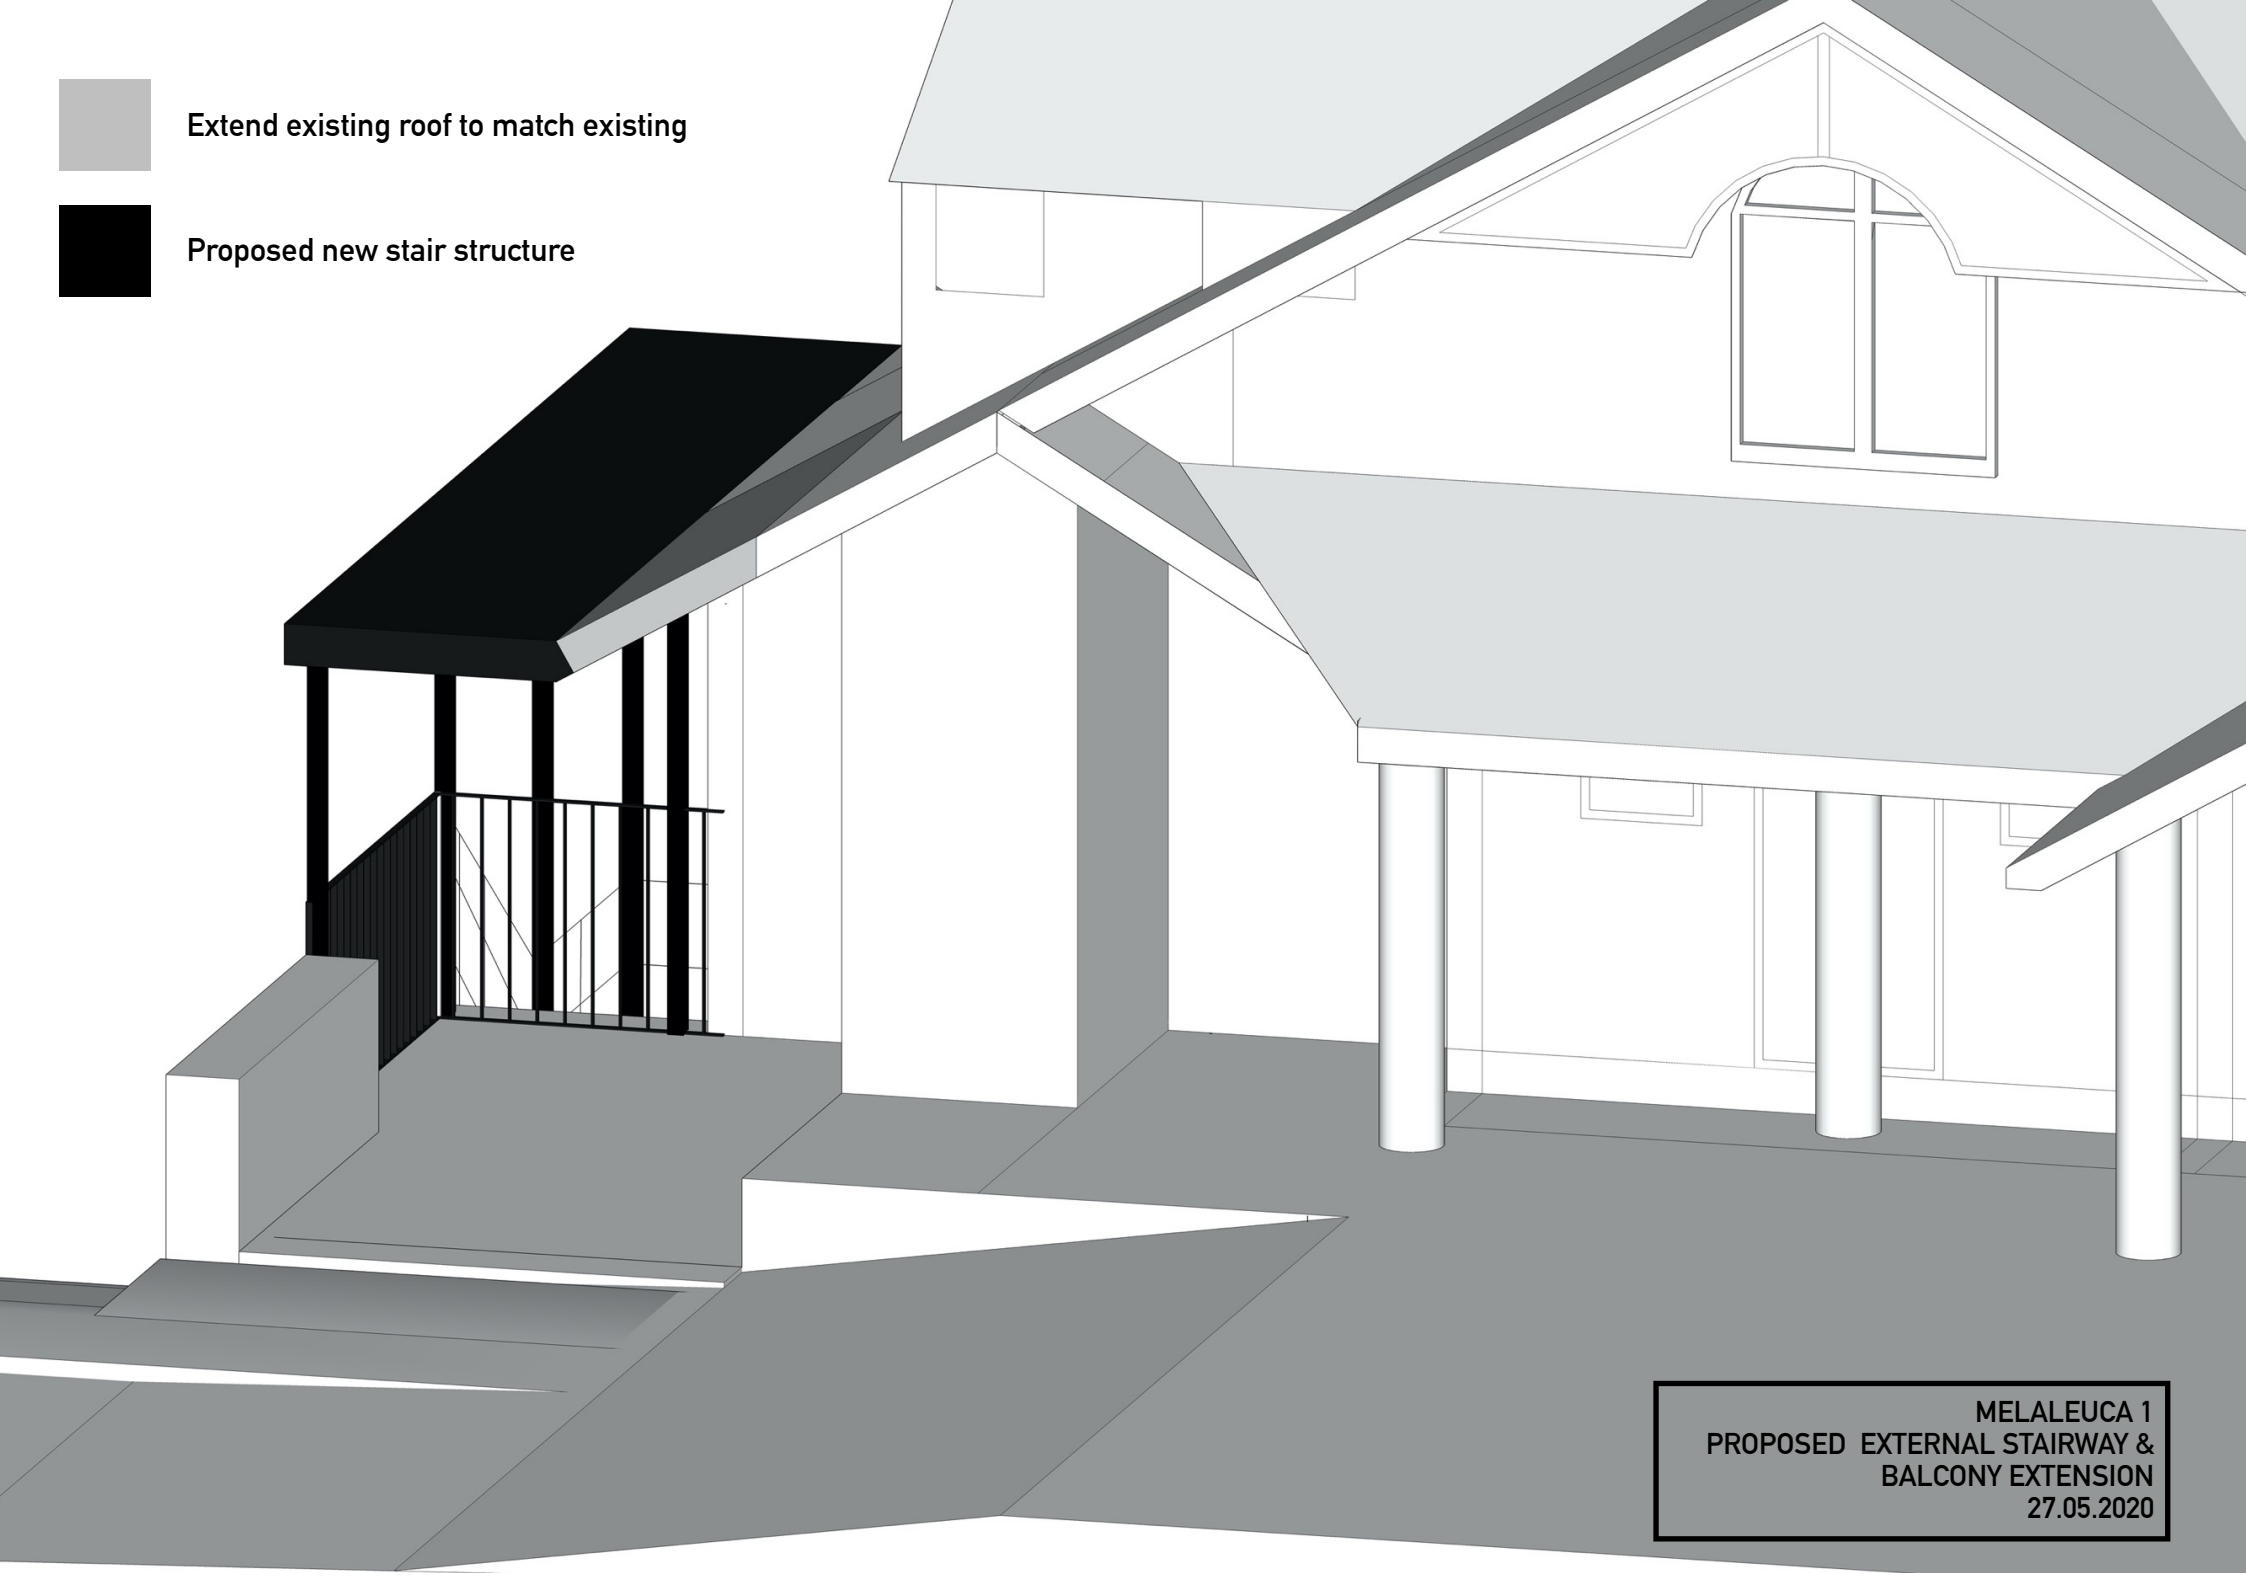 Extend existing roof to match existing
Proposed new stair structure
MELALEUCA 1
PROPOSED EXTERNAL STAIRWAY &
BALCONY EXTENSION
27.05.2020